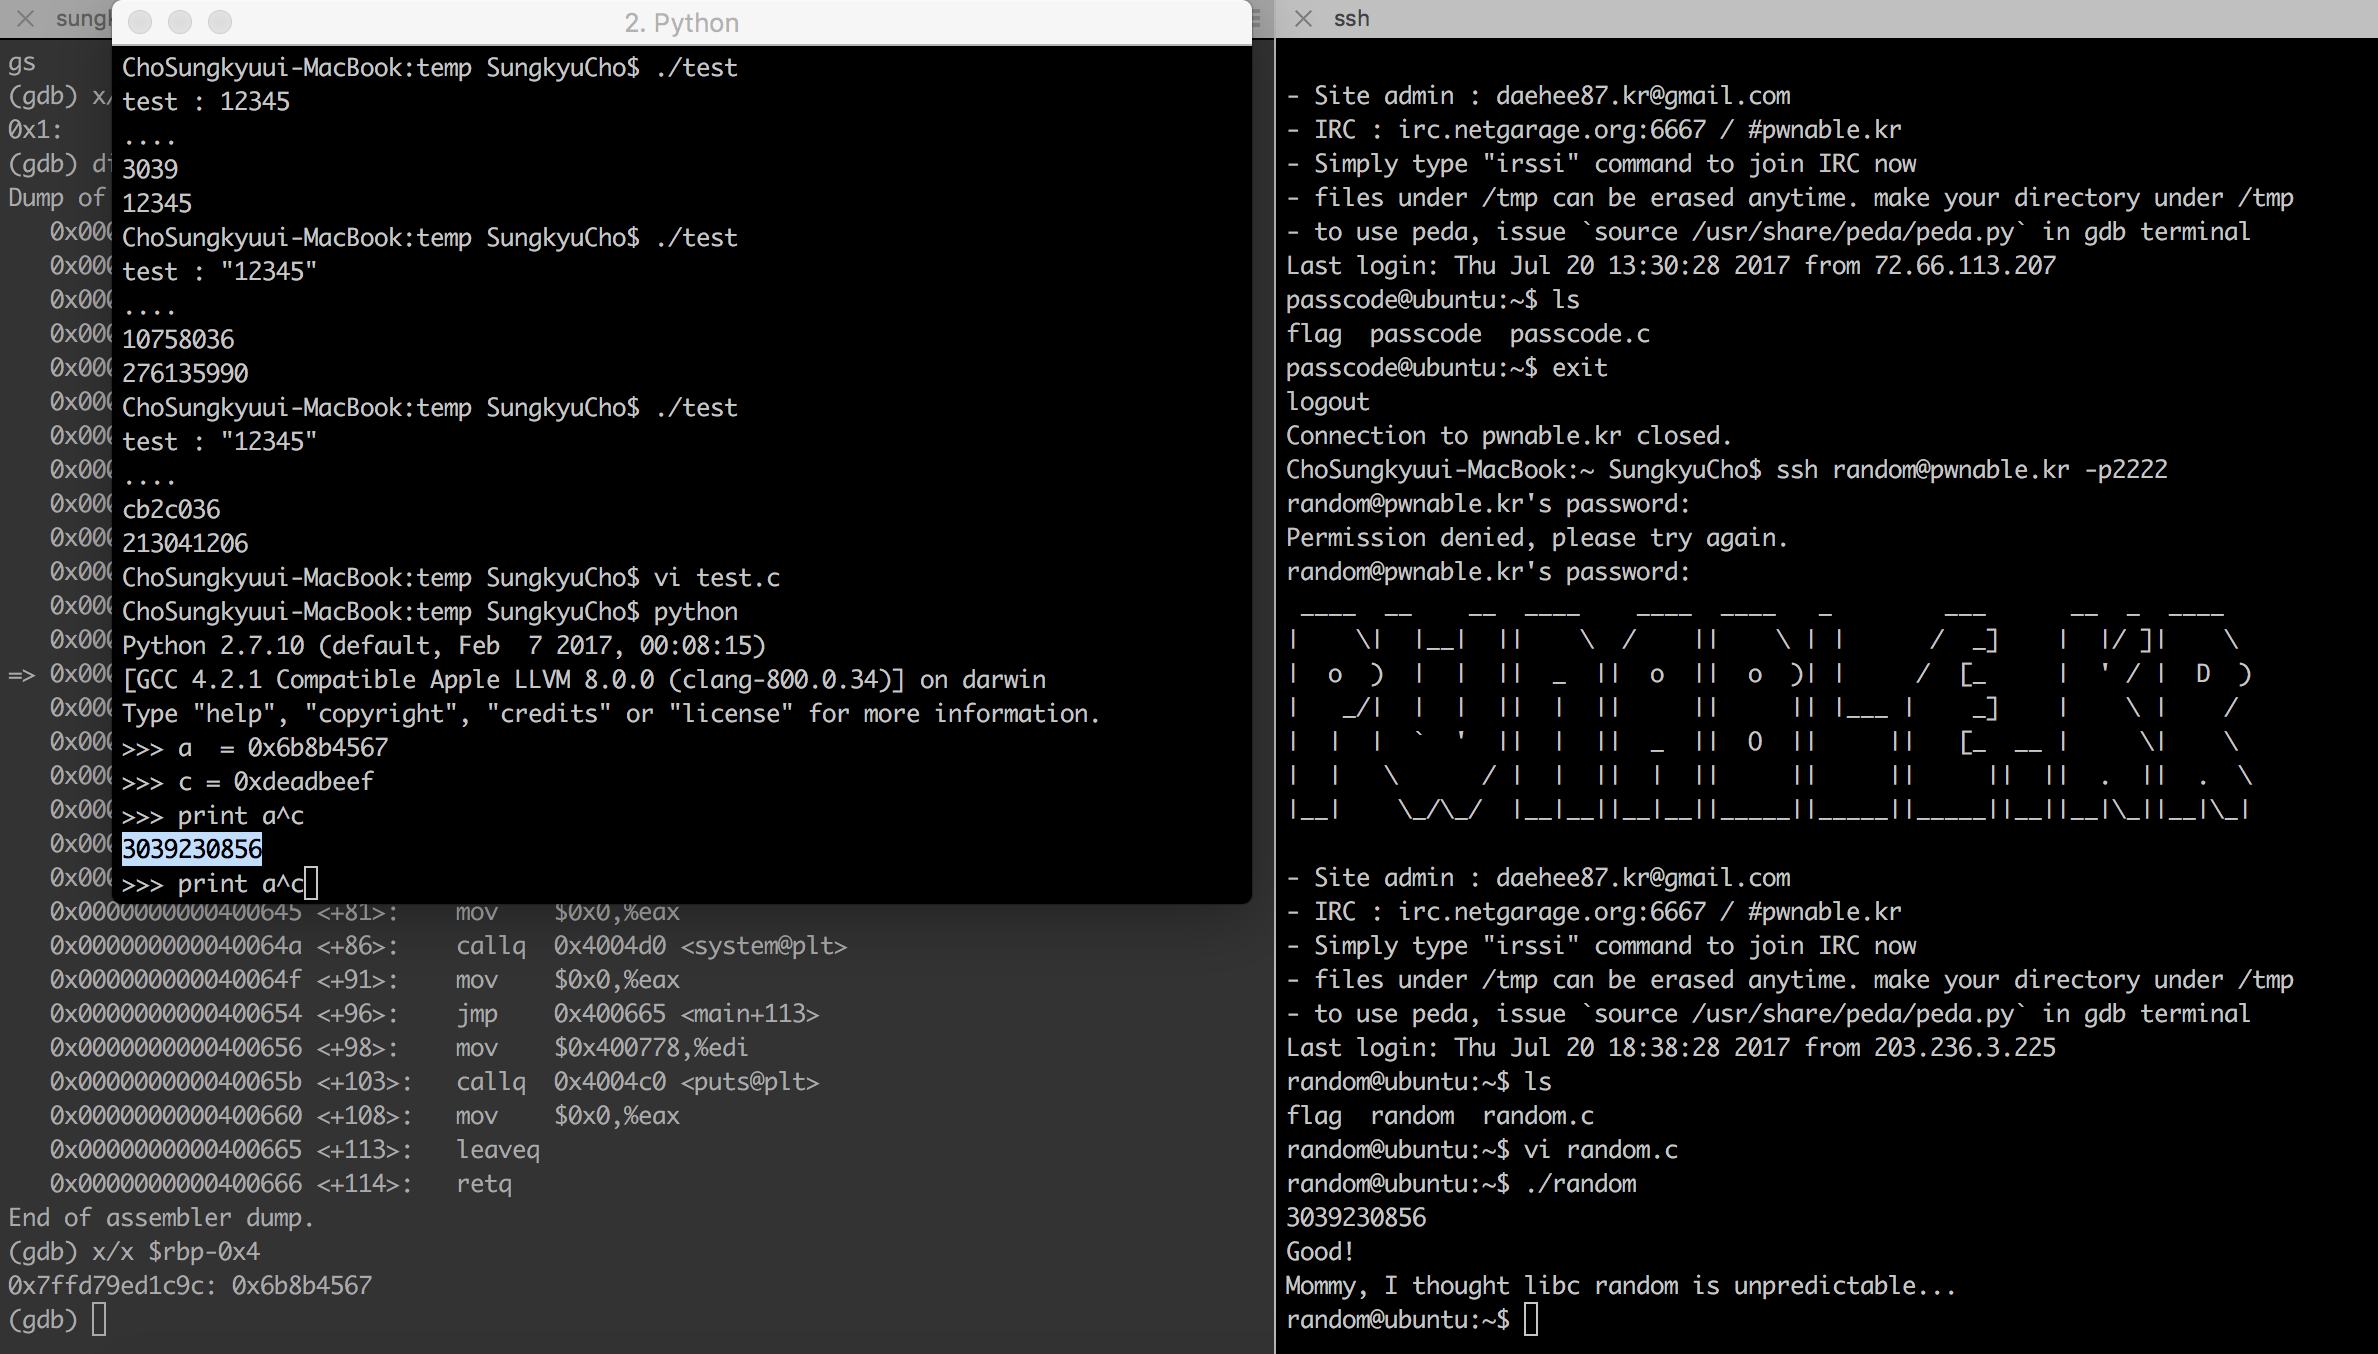 sungk
gs
(gdb) x/
0x1:
(gdb) di
Dump of
0x000
0x000
0x000
0x000
0x000
0x000
0x000
0x000
0x000
0x000
0x000
0x000
0x000
=> 0x000
0x000
0x000
0x000
0x000
0x000
0x000
0x0000000000400645 <+81>: mov $0x0,%eax
0x000000000040064a <+86>: callq 0x4004d0 <system@plt>
0x000000000040064f <+91>: mov $0x0,%eax
0x0000000000400654 <+96>: jmp 0x400665 <main+113>
0x0000000000400656 <+98>: mov $0x400778,%edi
0x000000000040065b <+103>: callq 0x4004c0 <puts@plt>
0x0000000000400660 <+108>: mov $0x0,%eax
0x0000000000400665 <+113>: leaveq
0x0000000000400666 <+114>: retq
End of assembler dump.
(gdb) x/x $rbp-0x4
0x7ffd79ed1c9c: 0x6b8b4567
(gdb)
2. Python
ChoSungkyuui-MacBook:temp SungkyuCho$ ./test
test : 12345
....
3039
12345
ChoSungkyuui-MacBook:temp SungkyuCho$ ./test
test : "12345"
....
10758036
276135990
ChoSungkyuui-MacBook:temp SungkyuCho$ ./test
test : "12345"
....
cb2c036
213041206
ChoSungkyuui-MacBook:temp SungkyuCho$ vi test.c
ChoSungkyuui-MacBook:temp SungkyuCho$ python
Python 2.7.10 (default, Feb  7 2017, 00:08:15)
[GCC 4.2.1 Compatible Apple LLVM 8.0.0 (clang-800.0.34)] on darwin
Type "help", "copyright", "credits" or "license" for more information.
>>> a  = 0x6b8b4567
>>> c = 0xdeadbeef
>>> print a^c
3039230856
>>> print a^c
ssh
- Site admin : daehee87.kr@gmail.com
- IRC : irc.netgarage.org:6667 / #pwnable.kr
- Simply type "irssi" command to join IRC now
- files under /tmp can be erased anytime. make your directory under /tmp
- to use peda, issue `source /usr/share/peda/peda.py` in gdb terminal
Last login: Thu Jul 20 13:30:28 2017 from 72.66.113.207
passcode@ubuntu:~$ ls
flag  passcode  passcode.c
passcode@ubuntu:~$ exit
logout
Connection to pwnable.kr closed.
ChoSungkyuui-MacBook:~ SungkyuCho$ ssh random@pwnable.kr -p2222
random@pwnable.kr's password:
Permission denied, please try again.
random@pwnable.kr's password:
PWNABLE.KR
- Site admin : daehee87.kr@gmail.com
- IRC : irc.netgarage.org:6667 / #pwnable.kr
- Simply type "irssi" command to join IRC now
- files under /tmp can be erased anytime. make your directory under /tmp
- to use peda, issue `source /usr/share/peda/peda.py` in gdb terminal
Last login: Thu Jul 20 18:38:28 2017 from 203.236.3.225
random@ubuntu:~$ ls
flag  random  random.c
random@ubuntu:~$ vi random.c
random@ubuntu:~$ ./random
3039230856
Good!
Mommy, I thought libc random is unpredictable...
random@ubuntu:~$